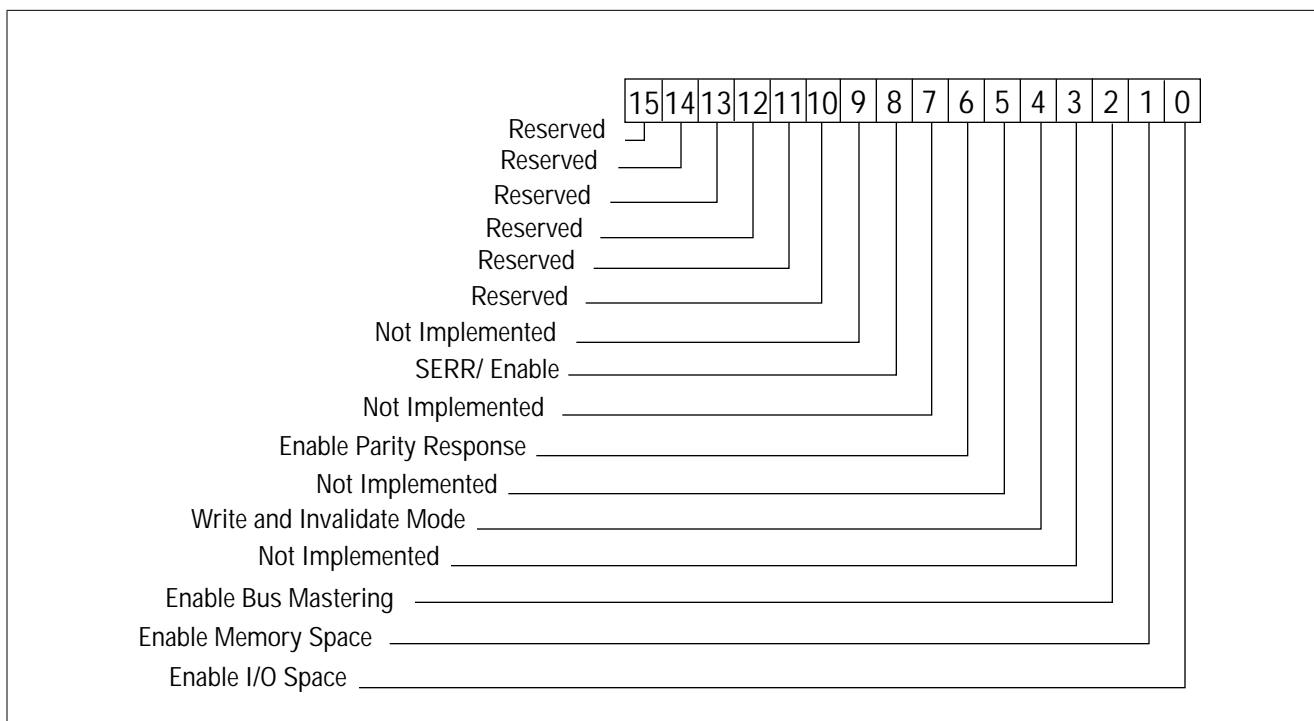 15 14 13 12 11 10 9 8 7 6 5 4 3 2 1 0
Reserved
Reserved
Reserved
Reserved
Reserved
Reserved
Not Implemented
SERR/ Enable
Not Implemented
Enable Parity Response
Not Implemented
Write and Invalidate Mode
Not Implemented
Enable Bus Mastering
Enable Memory Space
Enable I/O Space